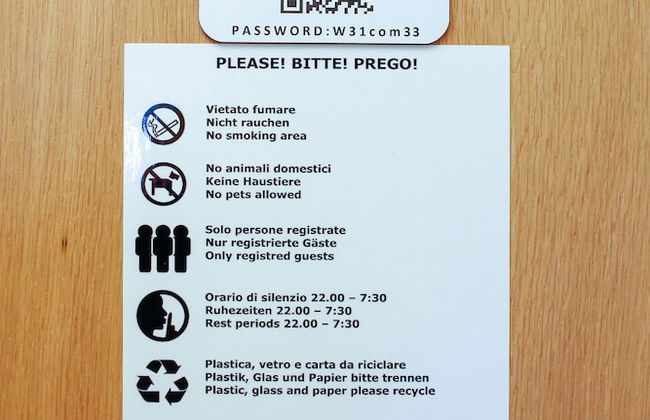 PASSWORD:W31com33
PLEASE! BITTE! PREGO!
Vietato fumare
Nicht rauchen
No smoking area
No animali domestici
Keine Haustiere
No pets allowed
Solo persone registrate
Nur registrierte Gäste
Only registred guests
Orario di silenzio 22.00 – 7:30
Ruhezeiten 22.00 – 7:30
Rest periods 22.00 – 7:30
Plastica, vetro e carta da riciclare
Plastik, Glas und Papier bitte trennen
Plastic, glass and paper please recycle